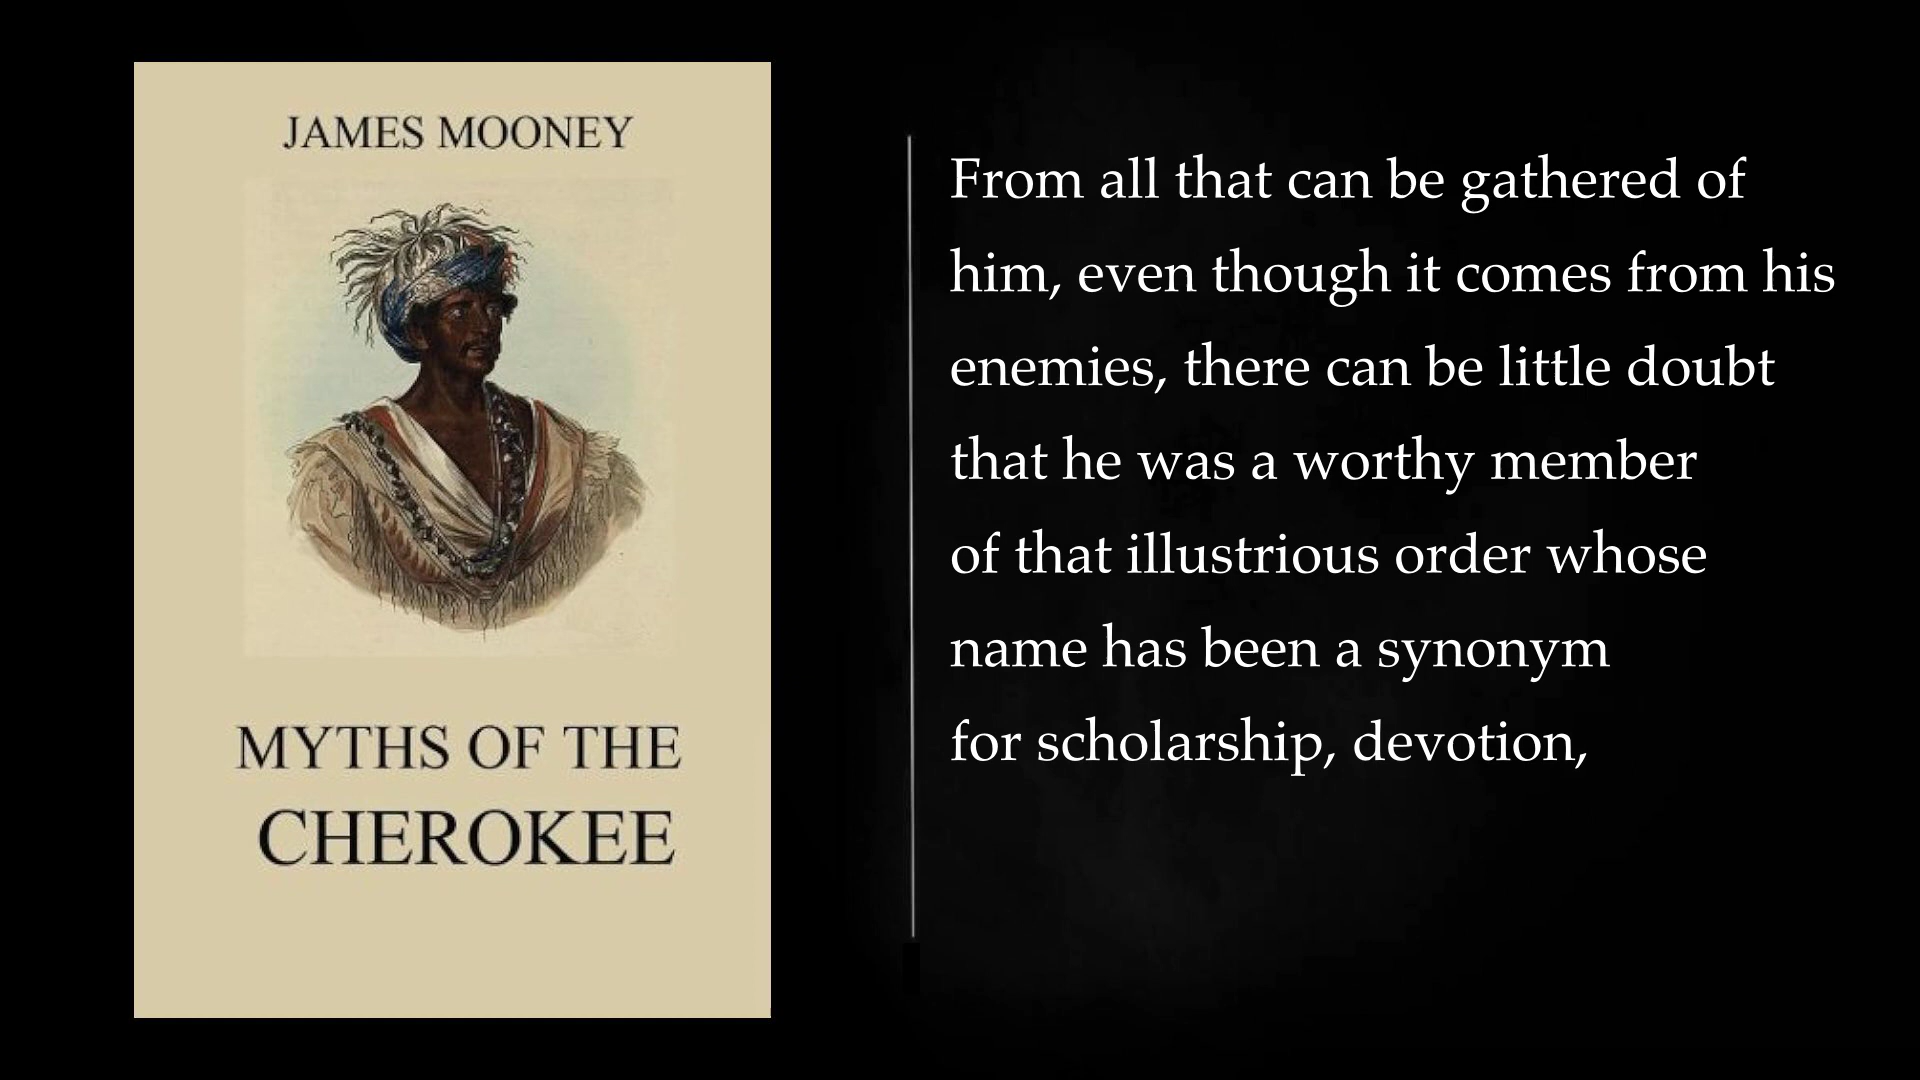 JAMES MOONEY
MYTHS OF THE
CHEROKEE
From all that can be gathered of
him, even though it comes from his
enemies, there can be little doubt
that he was a worthy member
of that illustrious order whose
name has been a synonym
for scholarship, devotion,